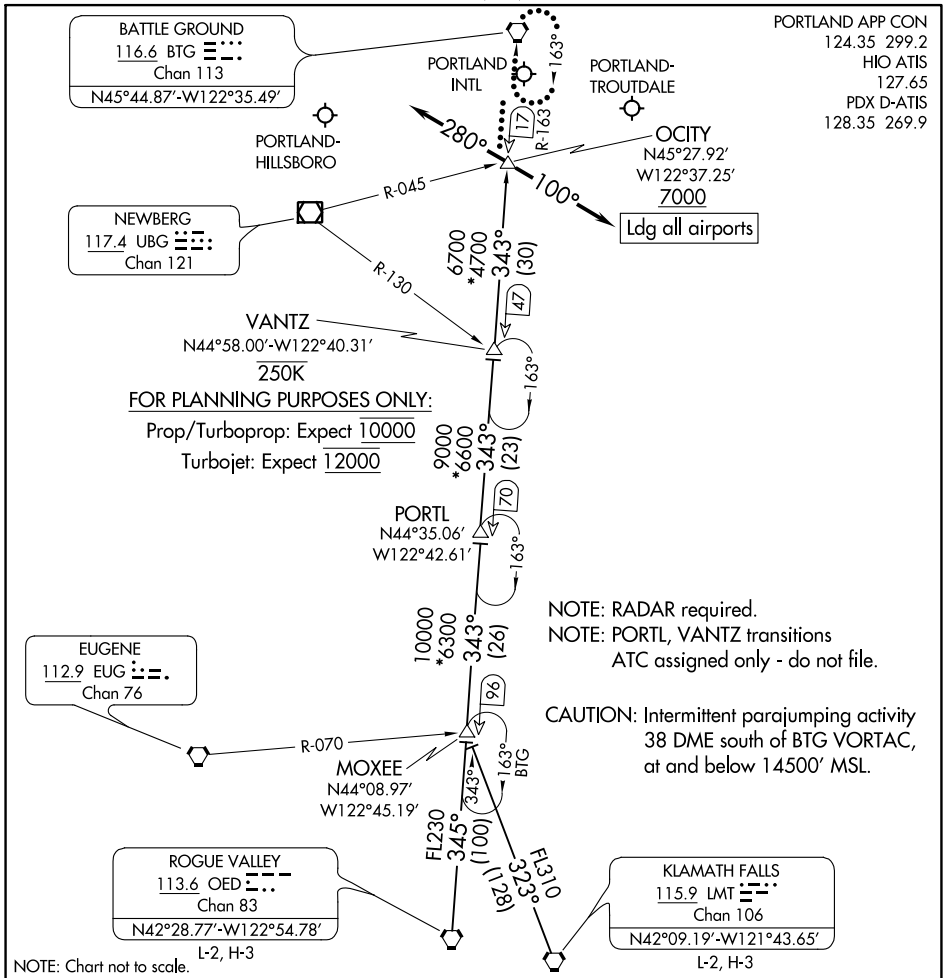 BATTLE GROUND
116.6 BTG
Chan 113
N45°44.87'-W122°35.49'
PORTLAND APP CON
124.35 299.2
HIO ATIS
127.65
PDX D-ATIS
128.35 269.9
163°
PORTLAND
INTL
PORTLAND-
TROUTDALE
PORTLAND-
HILLSBORO
17
R-163
280°
100°
OCITY
N45°27.92'
W122°37.25'
7000
Ldg all airports
R-045
NEWBERG
117.4 UBG
Chan 121
R-130
6700
*4700
343°
(30)
47
VANTZ
N44°58.00'-W122°40.31'
250K
163°
FOR PLANNING PURPOSES ONLY:
Prop/Turboprop: Expect 10000
Turbojet: Expect 12000
9000
*6600
343°
(23)
70
PORTL
N44°35.06'
W122°42.61'
163°
10000
*6300
343°
(26)
NOTE: RADAR required.
NOTE: PORTL, VANTZ transitions
ATC assigned only - do not file.
CAUTION: Intermittent parajumping activity
38 DME south of BTG VORTAC,
at and below 14500' MSL.
EUGENE
112.9 EUG
Chan 76
R-070
96
MOXEE
N44°08.97'
W122°45.19'
343°
163°
BTG
FL230
345°
(100)
FL310
323°
(128)
ROGUE VALLEY
113.6 OED
Chan 83
N42°28.77'-W122°54.78'
L-2, H-3
KLAMATH FALLS
115.9 LMT
Chan 106
N42°09.19'-W121°43.65'
L-2, H-3
NOTE: Chart not to scale.